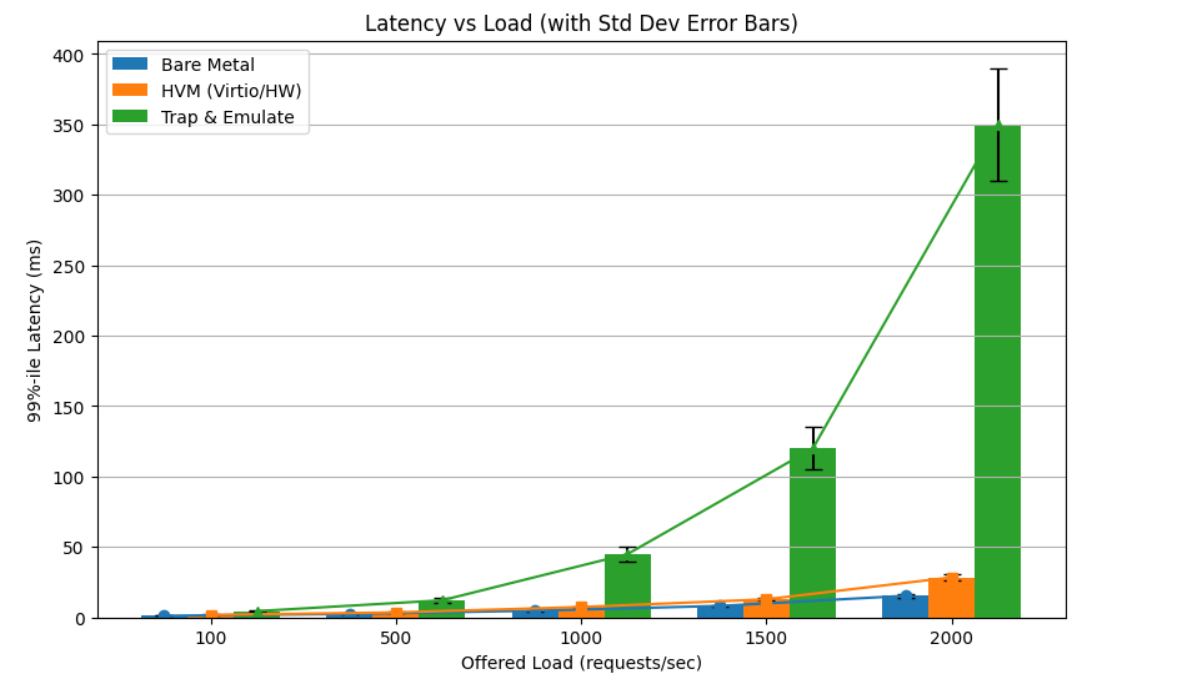 Latency vs Load (with Std Dev Error Bars)
Bare Metal
HVM (Virtio/HW)
Trap & Emulate
99%-ile Latency (ms)
400
350
300
250
200
150
100
50
0
100
500
1000
1500
2000
Offered Load (requests/sec)